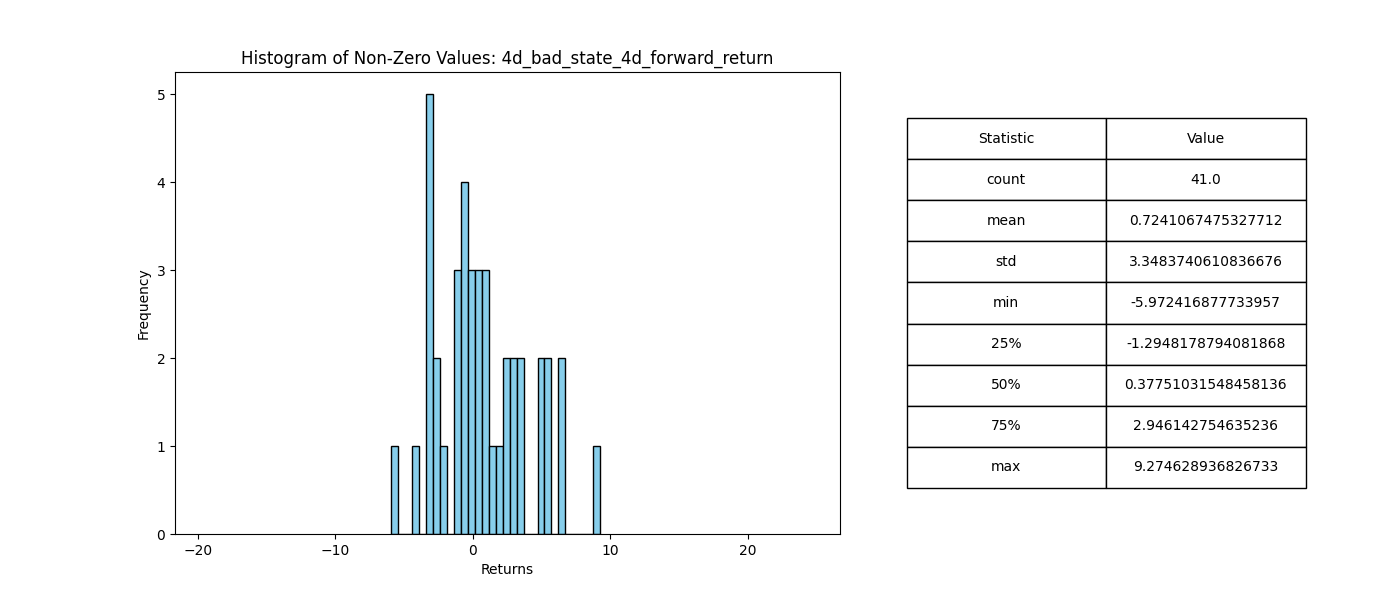 Histogram of Non-Zero Values: 4d_bad_state_4d_forward_return
5
4
3
2
1
0
Frequency
−20
−10
0
10
20
Returns
Statistic Value
count 41.0
mean 0.7241067475327712
std 3.3483740610836676
min -5.972416877733957
25% -1.2948178794081868
50% 0.37751031548458136
75% 2.946142754635236
max 9.274628936826733